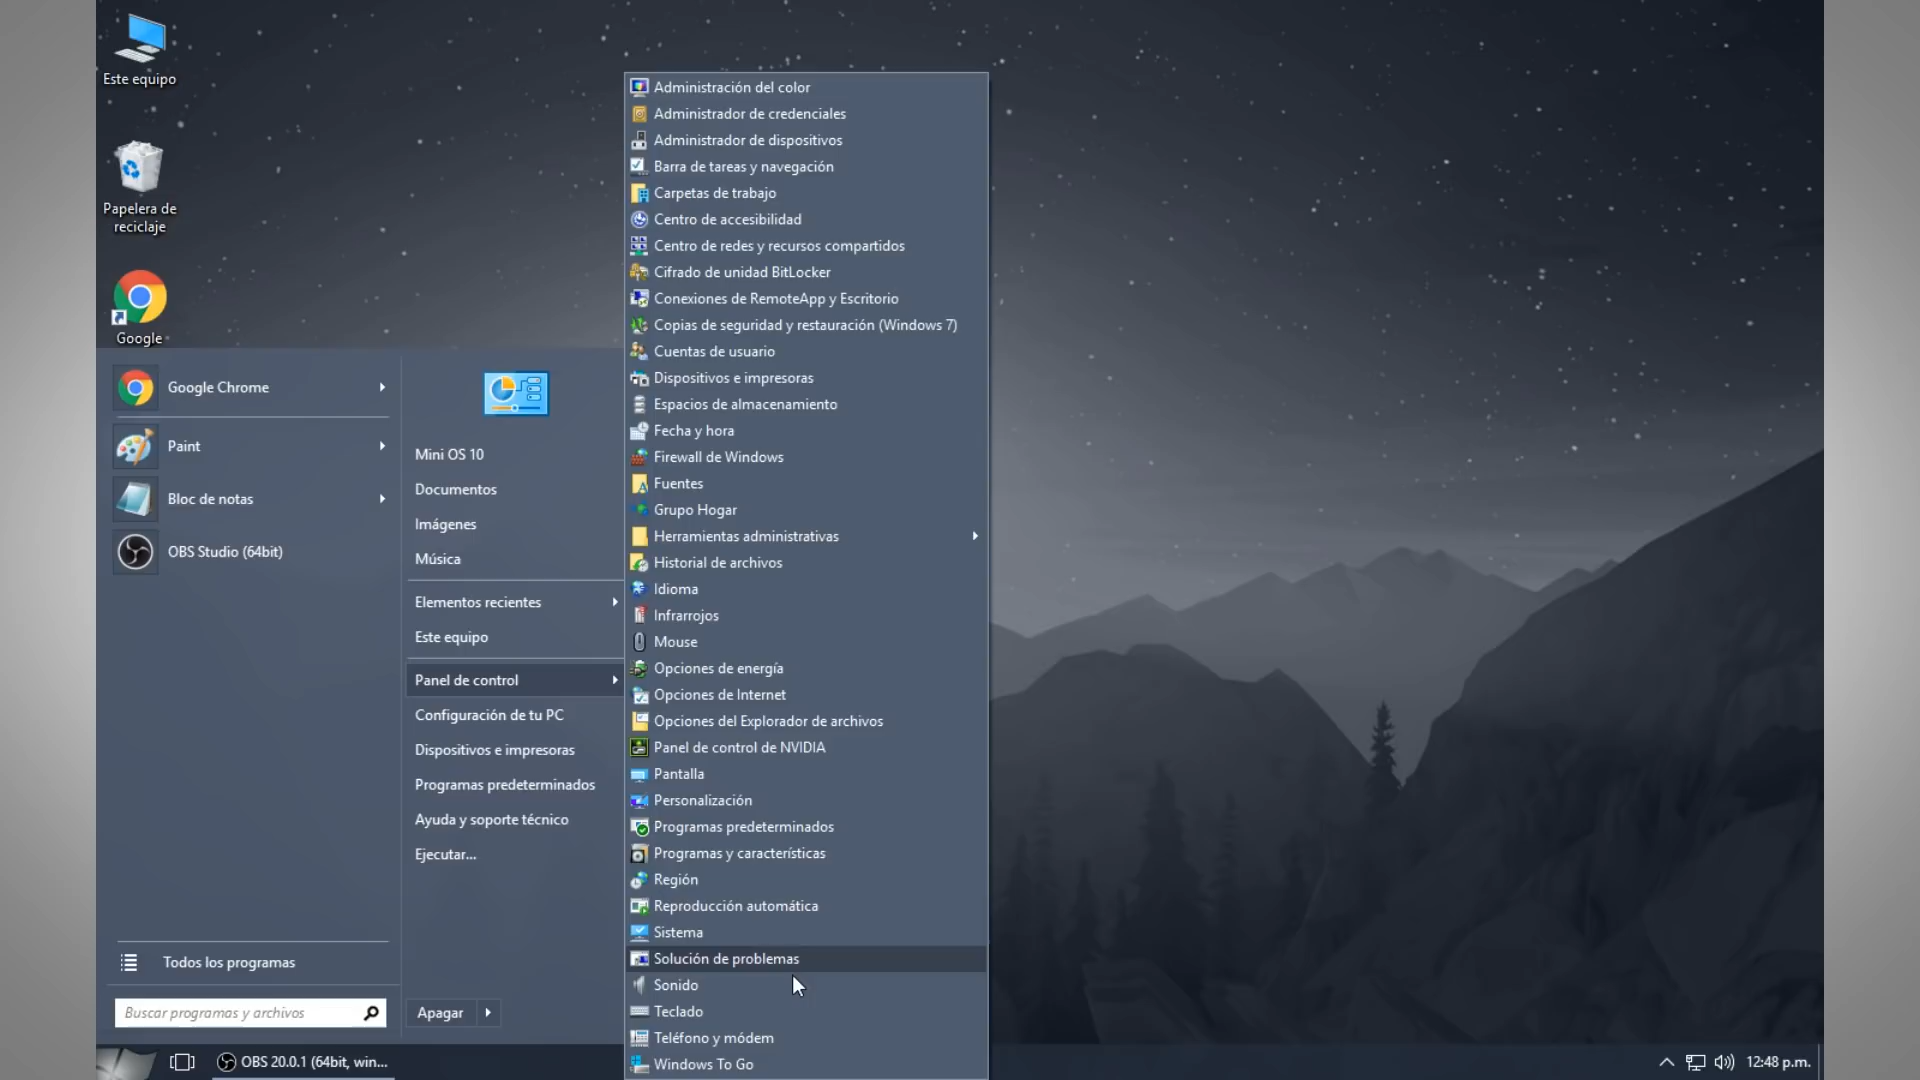 Este equipo
Papelera de
reciclaje
Google
Google Chrome
Paint
Bloc de notas
OBS Studio (64bit)
Todos los programas
Buscar programas y archivos
Mini OS 10
Documentos
Imágenes
Música
Elementos recientes
Este equipo
Panel de control
Configuración de tu PC
Dispositivos e impresoras
Programas predeterminados
Ayuda y soporte técnico
Ejecutar...
Apagar
Administración del color
Administrador de credenciales
Administrador de dispositivos
Barra de tareas y navegación
Carpetas de trabajo
Centro de accesibilidad
Centro de redes y recursos compartidos
Cifrado de unidad BitLocker
Conexiones de RemoteApp y Escritorio
Copias de seguridad y restauración (Windows 7)
Cuentas de usuario
Dispositivos e impresoras
Espacios de almacenamiento
Fecha y hora
Firewall de Windows
Fuentes
Grupo Hogar
Herramientas administrativas
Historial de archivos
Idioma
Infrarrojos
Mouse
Opciones de energía
Opciones de Internet
Opciones del Explorador de archivos
Panel de control de NVIDIA
Pantalla
Personalización
Programas predeterminados
Programas y características
Región
Reproducción automática
Sistema
Solución de problemas
Sonido
Teclado
Teléfono y módem
Windows To Go
OBS 20.0.1 (64bit, win...
12:48 p.m.